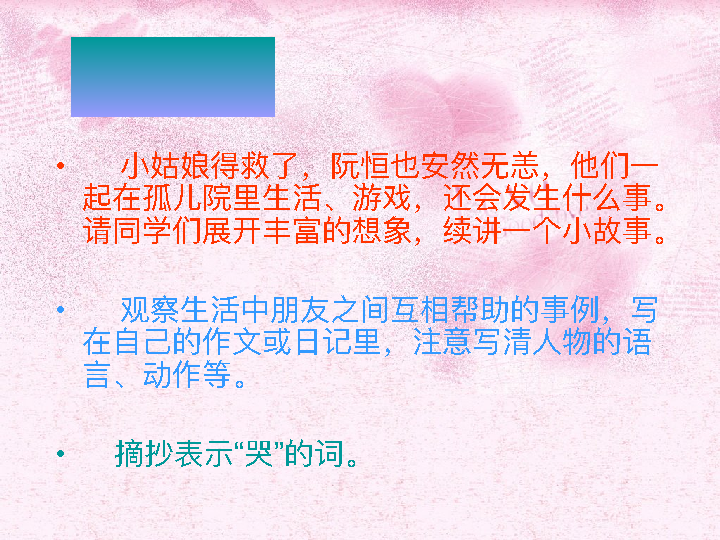 • 小姑娘得救了，阮恒也安然无恙，他们一
起在孤儿院里生活、游戏，还会发生什么事。
请同学们展开丰富的想象，续讲一个小故事。
• 观察生活中朋友之间互相帮助的事例，写
在自己的作文或日记里，注意写清人物的语
言、动作等。
• 摘抄表示“哭”的词。